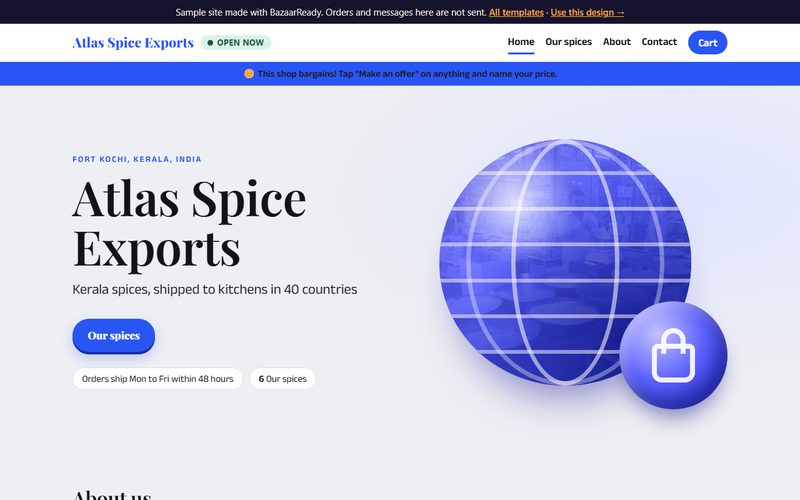 Sample site made with BazaarReady. Orders and messages here are not sent. All templates · Use this design →
Atlas Spice Exports
OPEN NOW
Home
Our spices
About
Contact
Cart
This shop bargains! Tap "Make an offer" on anything and name your price.
FORT KOCHI, KERALA, INDIA
Atlas Spice
Exports
Kerala spices, shipped to kitchens in 40 countries
Our spices
Orders ship Mon to Fri within 48 hours
6 Our spices
About us